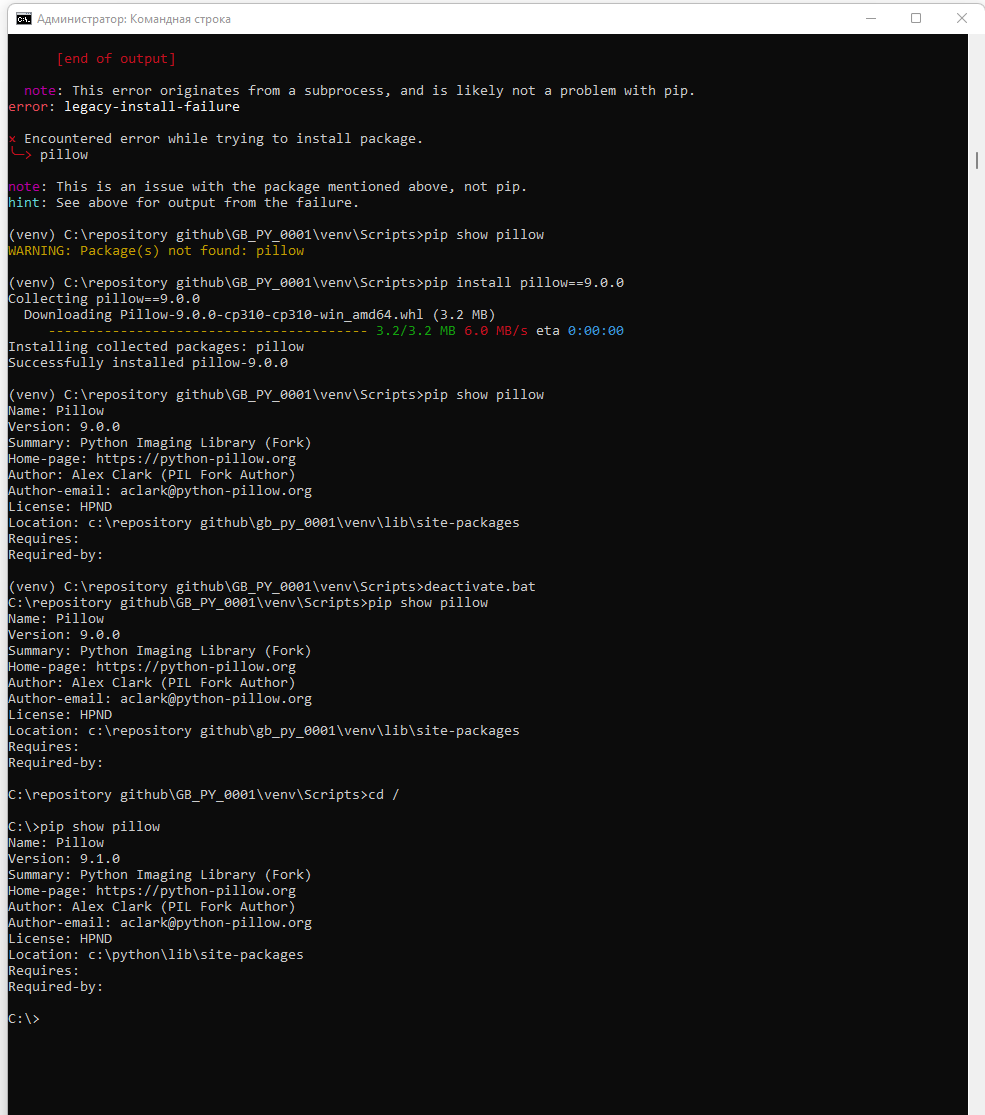 Администратор: Командная строка
[end of output]
note: This error originates from a subprocess, and is likely not a problem with pip.
error: legacy-install-failure
× Encountered error while trying to install package.
╰─> pillow
note: This is an issue with the package mentioned above, not pip.
hint: See above for output from the failure.
(venv) C:\repository github\GB_PY_0001\venv\Scripts>pip show pillow
WARNING: Package(s) not found: pillow
(venv) C:\repository github\GB_PY_0001\venv\Scripts>pip install pillow==9.0.0
Collecting pillow==9.0.0
Downloading Pillow-9.0.0-cp310-cp310-win_amd64.whl (3.2 MB)
---------------------------------------- 3.2/3.2 MB 6.0 MB/s eta 0:00:00
Installing collected packages: pillow
Successfully installed pillow-9.0.0
(venv) C:\repository github\GB_PY_0001\venv\Scripts>pip show pillow
Name: Pillow
Version: 9.0.0
Summary: Python Imaging Library (Fork)
Home-page: https://python-pillow.org
Author: Alex Clark (PIL Fork Author)
Author-email: aclark@python-pillow.org
License: HPND
Location: c:\repository github\gb_py_0001\venv\lib\site-packages
Requires:
Required-by:
(venv) C:\repository github\GB_PY_0001\venv\Scripts>deactivate.bat
C:\repository github\GB_PY_0001\venv\Scripts>pip show pillow
Name: Pillow
Version: 9.0.0
Summary: Python Imaging Library (Fork)
Home-page: https://python-pillow.org
Author: Alex Clark (PIL Fork Author)
Author-email: aclark@python-pillow.org
License: HPND
Location: c:\repository github\gb_py_0001\venv\lib\site-packages
Requires:
Required-by:
C:\repository github\GB_PY_0001\venv\Scripts>cd /
C:\>pip show pillow
Name: Pillow
Version: 9.1.0
Summary: Python Imaging Library (Fork)
Home-page: https://python-pillow.org
Author: Alex Clark (PIL Fork Author)
Author-email: aclark@python-pillow.org
License: HPND
Location: c:\python\lib\site-packages
Requires:
Required-by:
C:\>